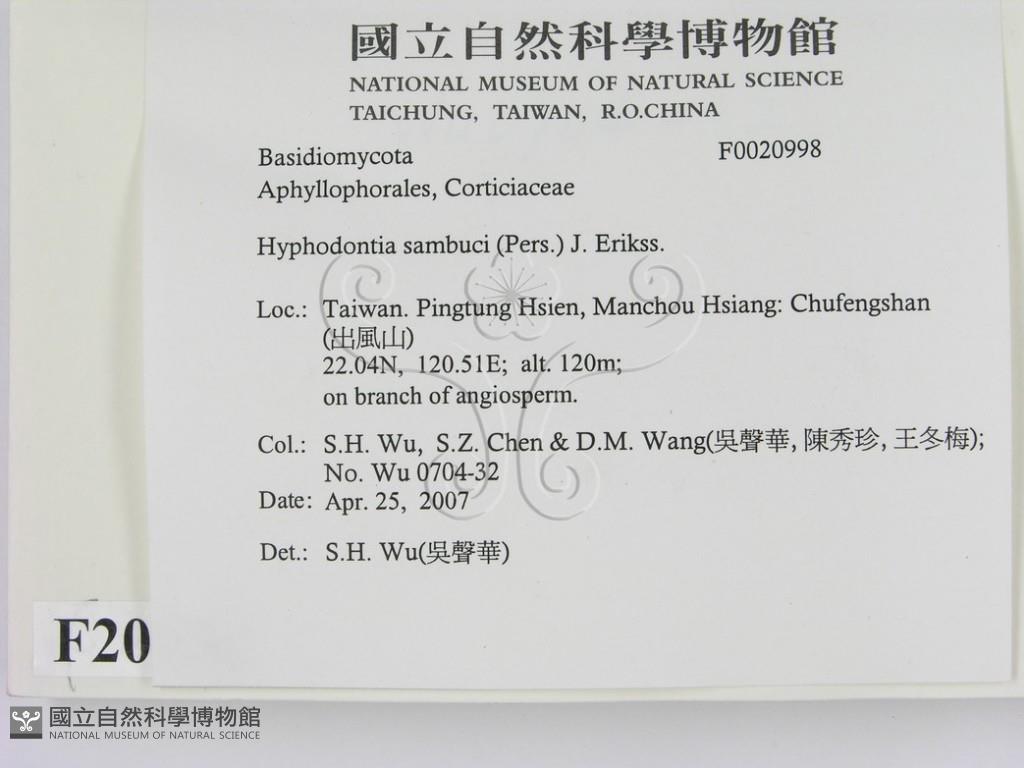 國立自然科學博物館
NATIONAL MUSEUM OF NATURAL SCIENCE
TAICHUNG, TAIWAN, R.O.CHINA
Basidiomycota F0020998
Aphyllophorales, Corticiaceae
Hyphodontia sambuci (Pers.) J. Erikss.
Loc.: Taiwan. Pingtung Hsien, Manchou Hsiang: Chufengshan
(出風山)
22.04N, 120.51E; alt. 120m;
on branch of angiosperm.
Col.: S.H. Wu, S.Z. Chen & D.M. Wang(吳聲華, 陳秀珍, 王冬梅);
No. Wu 0704-32
Date: Apr. 25, 2007
Det.: S.H. Wu(吳聲華)
F20
國立自然科學博物館
NATIONAL MUSEUM OF NATURAL SCIENCE